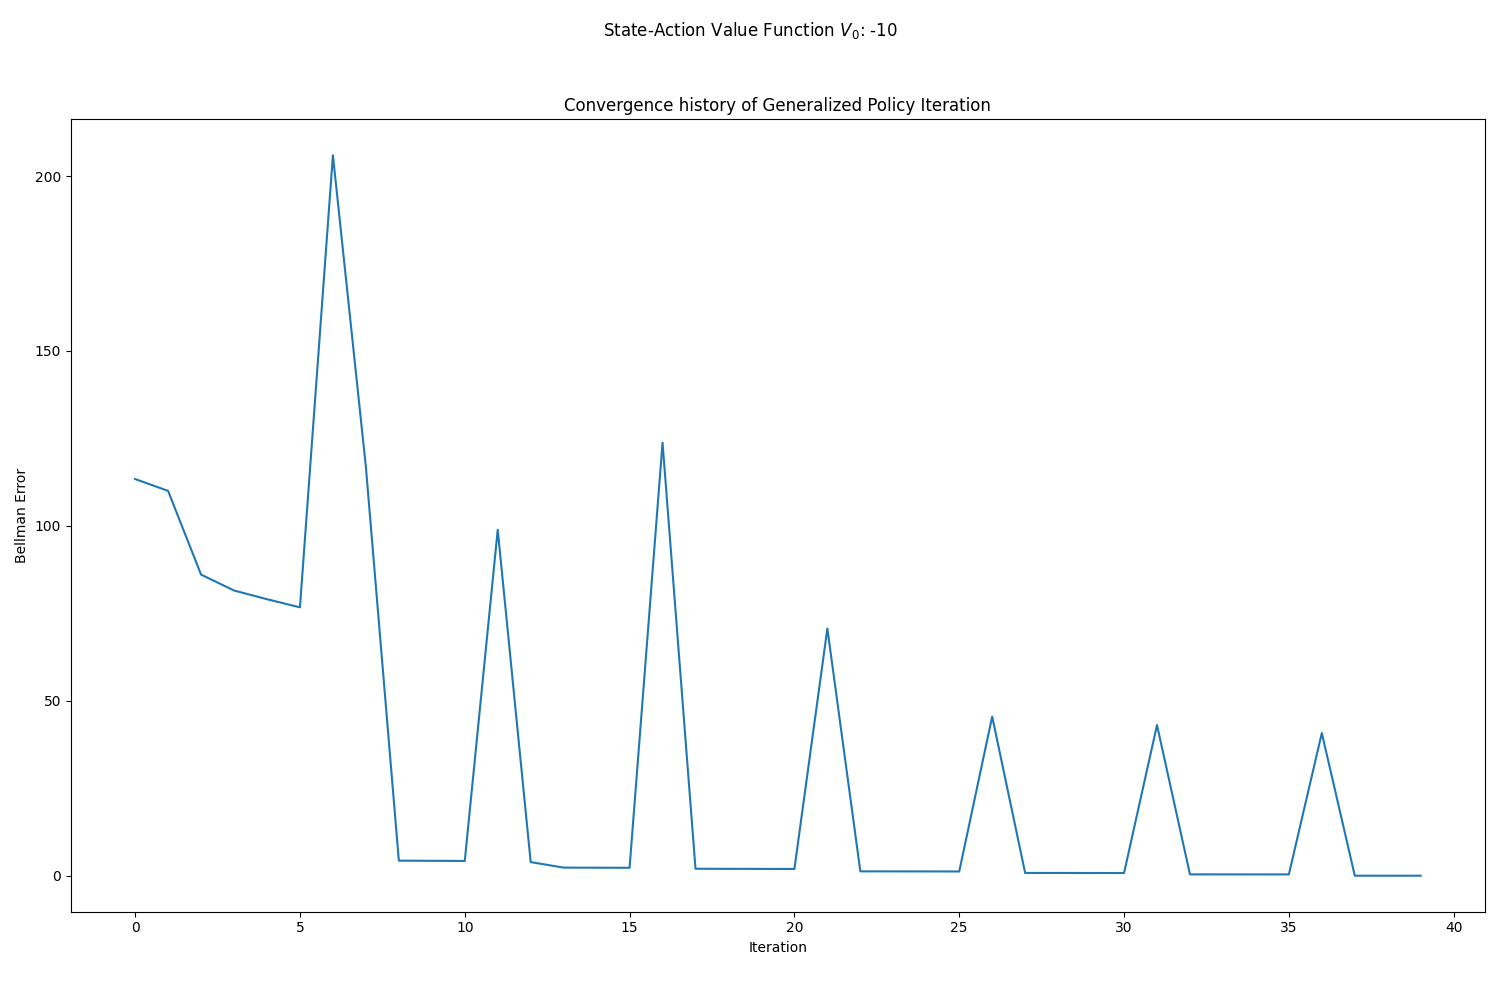 State-Action Value Function $V_0$: -10
Convergence history of Generalized Policy Iteration
200
150
100
50
0
Bellman Error
0 5 10 15 20 25 30 35 40
Iteration